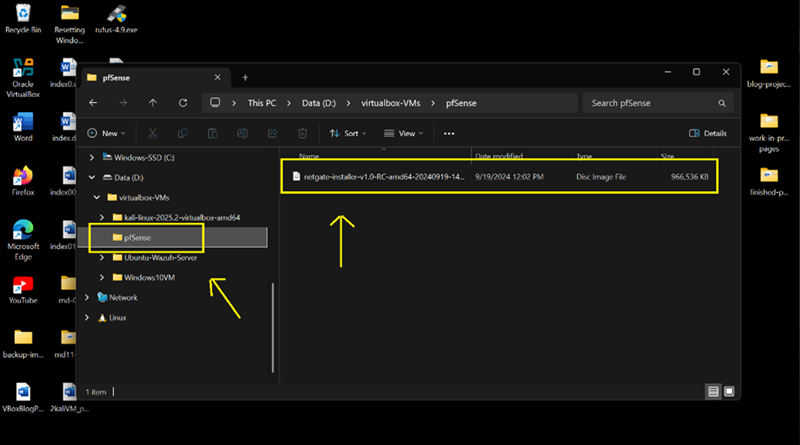 Recycle Bin
Resetting Windo...
rufus-4.9.exe
Oracle VirtualBox
index0.d
Word
index.d
Firefox
index0
Microsoft Edge
index01
YouTube
md-0
backup-im...
md11-
VBoxBlogP...
2kaliVM_p...
pfSense
This PC > Data (D:) > virtualbox-VMs > pfSense
Search pfSense
New
Sort
View
Details
Windows-SSD (C:)
Data (D:)
virtualbox-VMs
kali-linux-2025.2-virtualbox-amd64
pfSense
Ubuntu-Wazuh-Server
Windows10VM
Network
Linux
Name
Date modified
Type
Size
netgate-installer-v1.0-RC-amd64-20240919-14...
9/19/2024 12:02 PM
Disc Image File
966,536 KB
1 item
blog-projec...
work in pr... pages
finished-p...